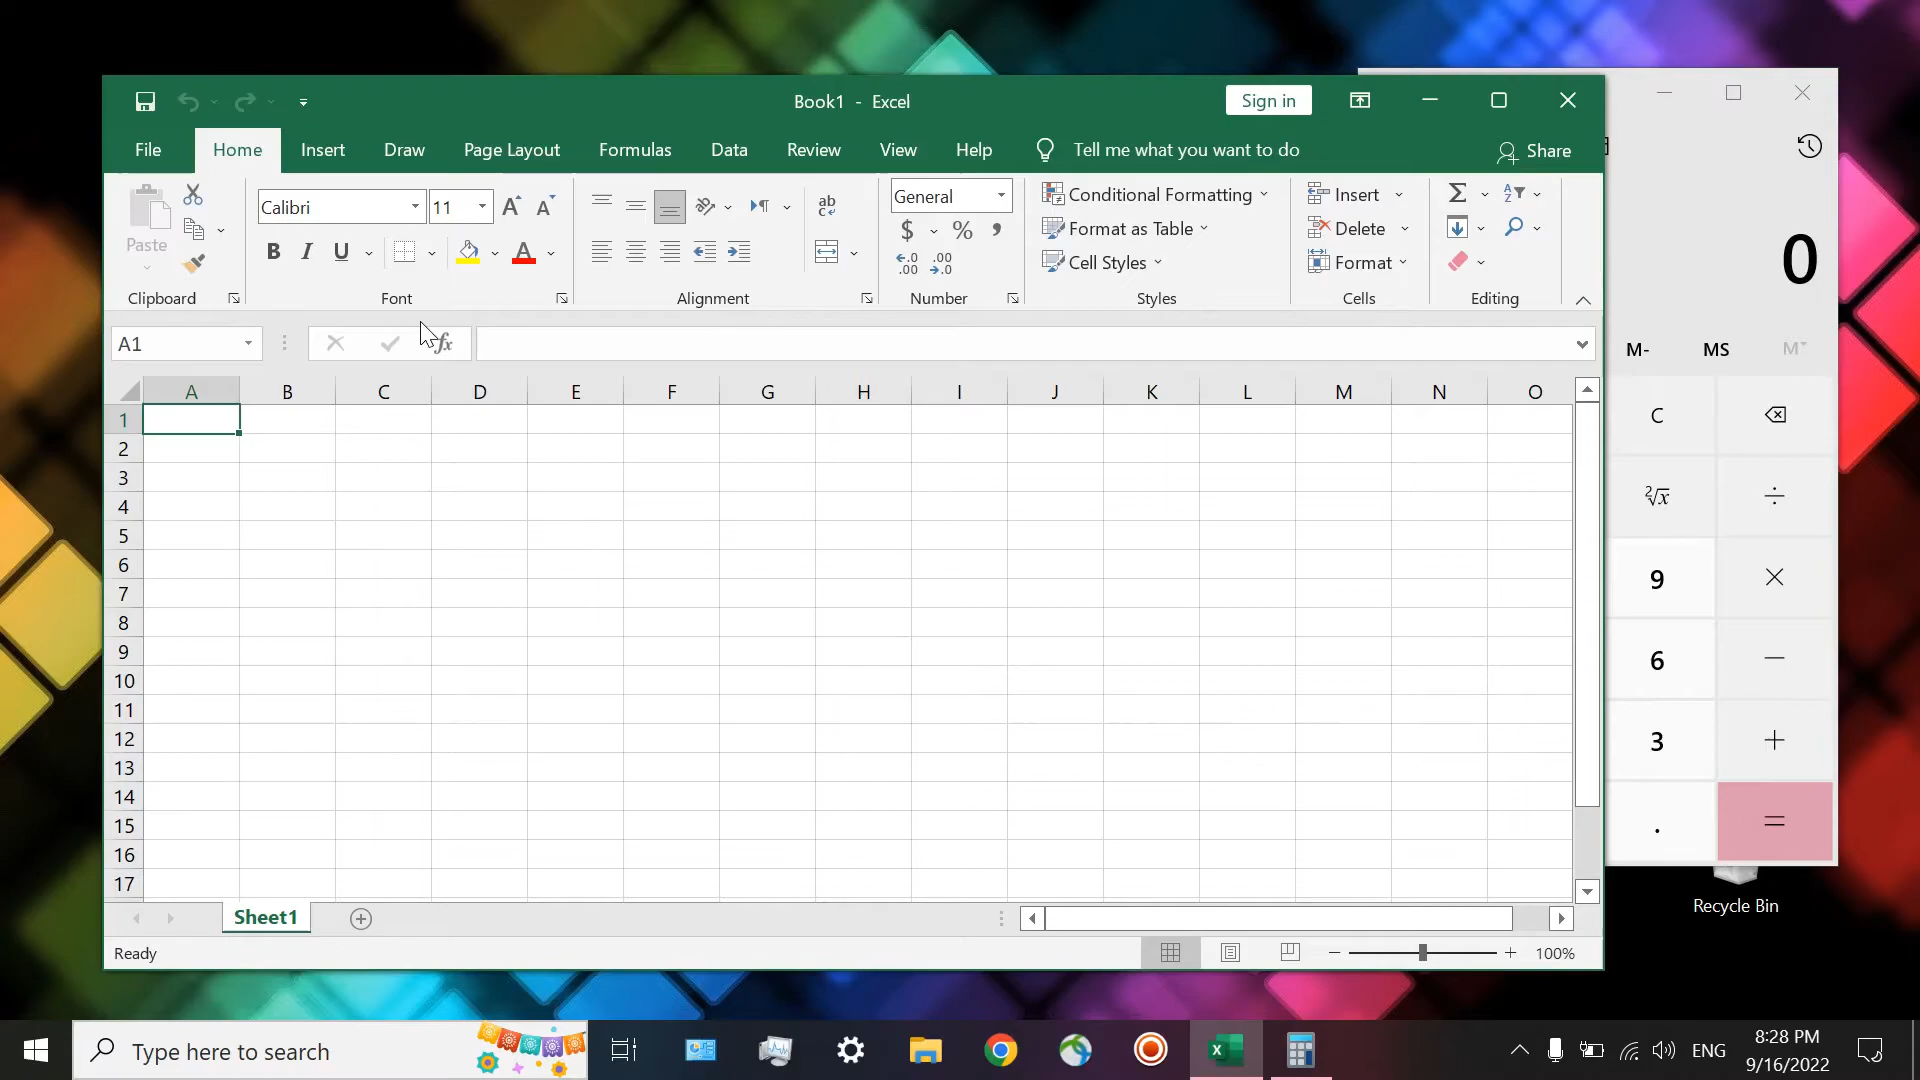 Book1 - Excel
Sign in
File Home Insert Draw Page Layout Formulas Data Review View Help Tell me what you want to do Share
Paste
Calibri 11
B I U A
ab
General
$ % ,
Conditional Formatting
Format as Table
Cell Styles
Insert
Delete
Format
Clipboard Font Alignment Number Styles Cells Editing
A1
fx
A B C D E F G H I J K L M N O
1
2
3
4
5
6
7
8
9
10
11
12
13
14
15
16
17
Sheet1
Ready
100%
0
M- MS M
C
²√x ÷
9 ×
6 −
3 +
. =
Recycle Bin
Type here to search
ENG
8:28 PM
9/16/2022